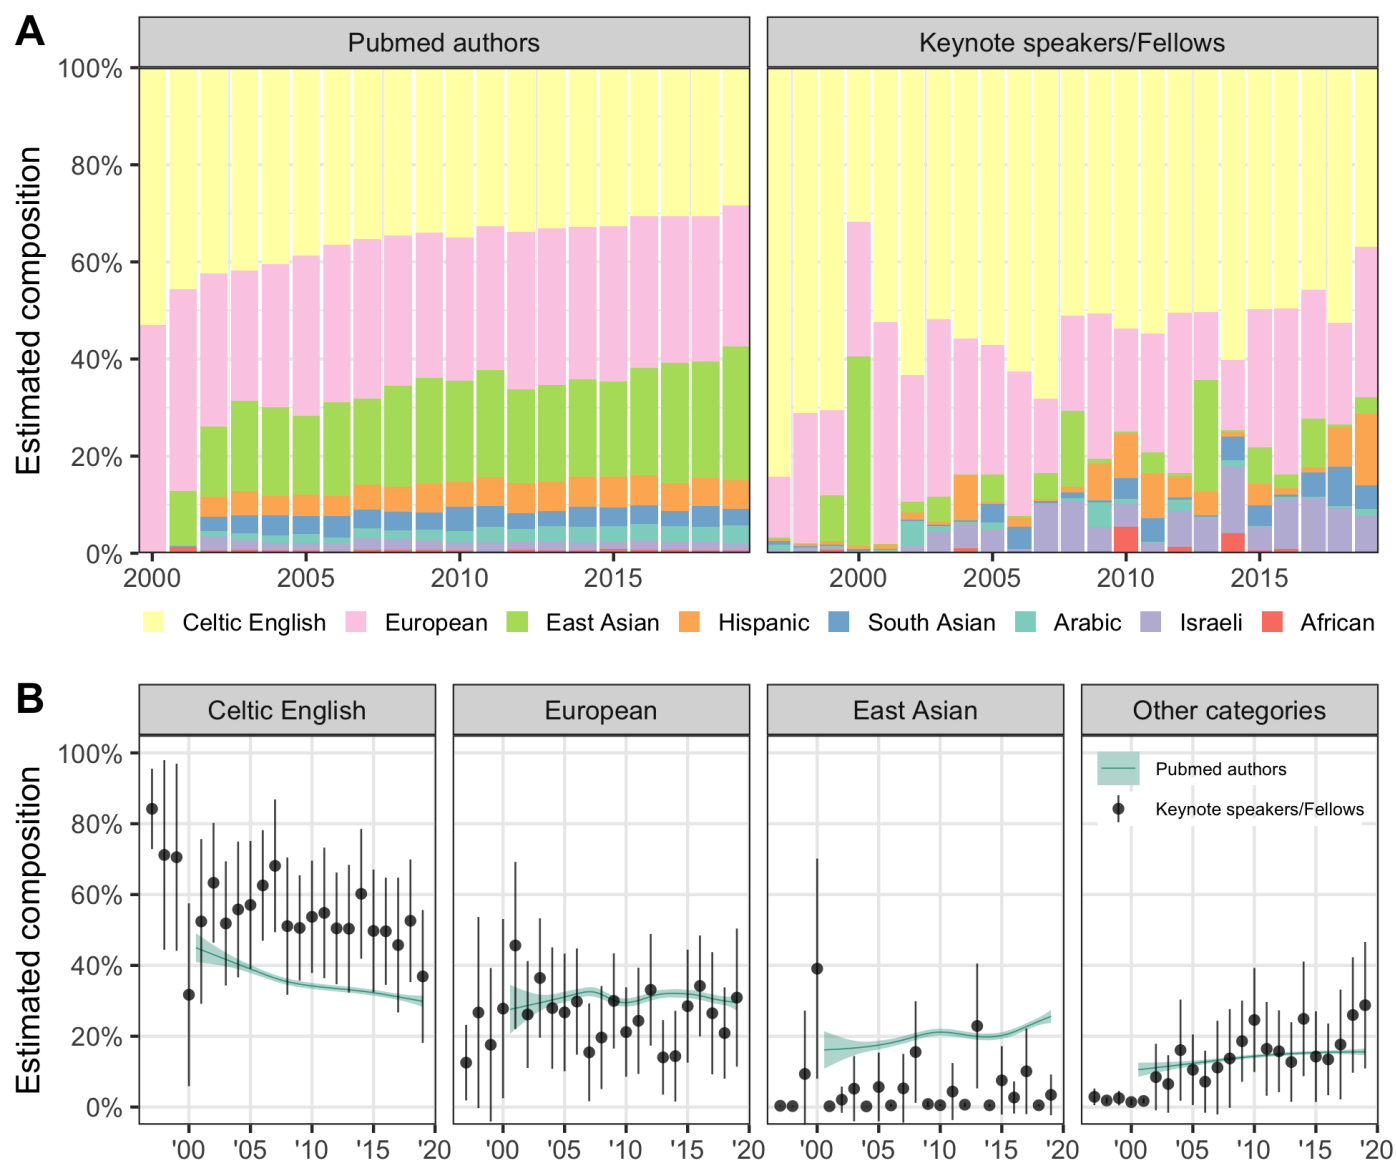 A
Pubmed authors
Keynote speakers/Fellows
Estimated composition
100%
80%
60%
40%
20%
0%
2000 2005 2010 2015
2000 2005 2010 2015
Celtic English European East Asian Hispanic South Asian Arabic Israeli African
B
Celtic English
European
East Asian
Other categories
Estimated composition
100%
80%
60%
40%
20%
0%
Pubmed authors
Keynote speakers/Fellows
'00 '05 '10 '15 '20
'00 '05 '10 '15 '20
'00 '05 '10 '15 '20
'00 '05 '10 '15 '20